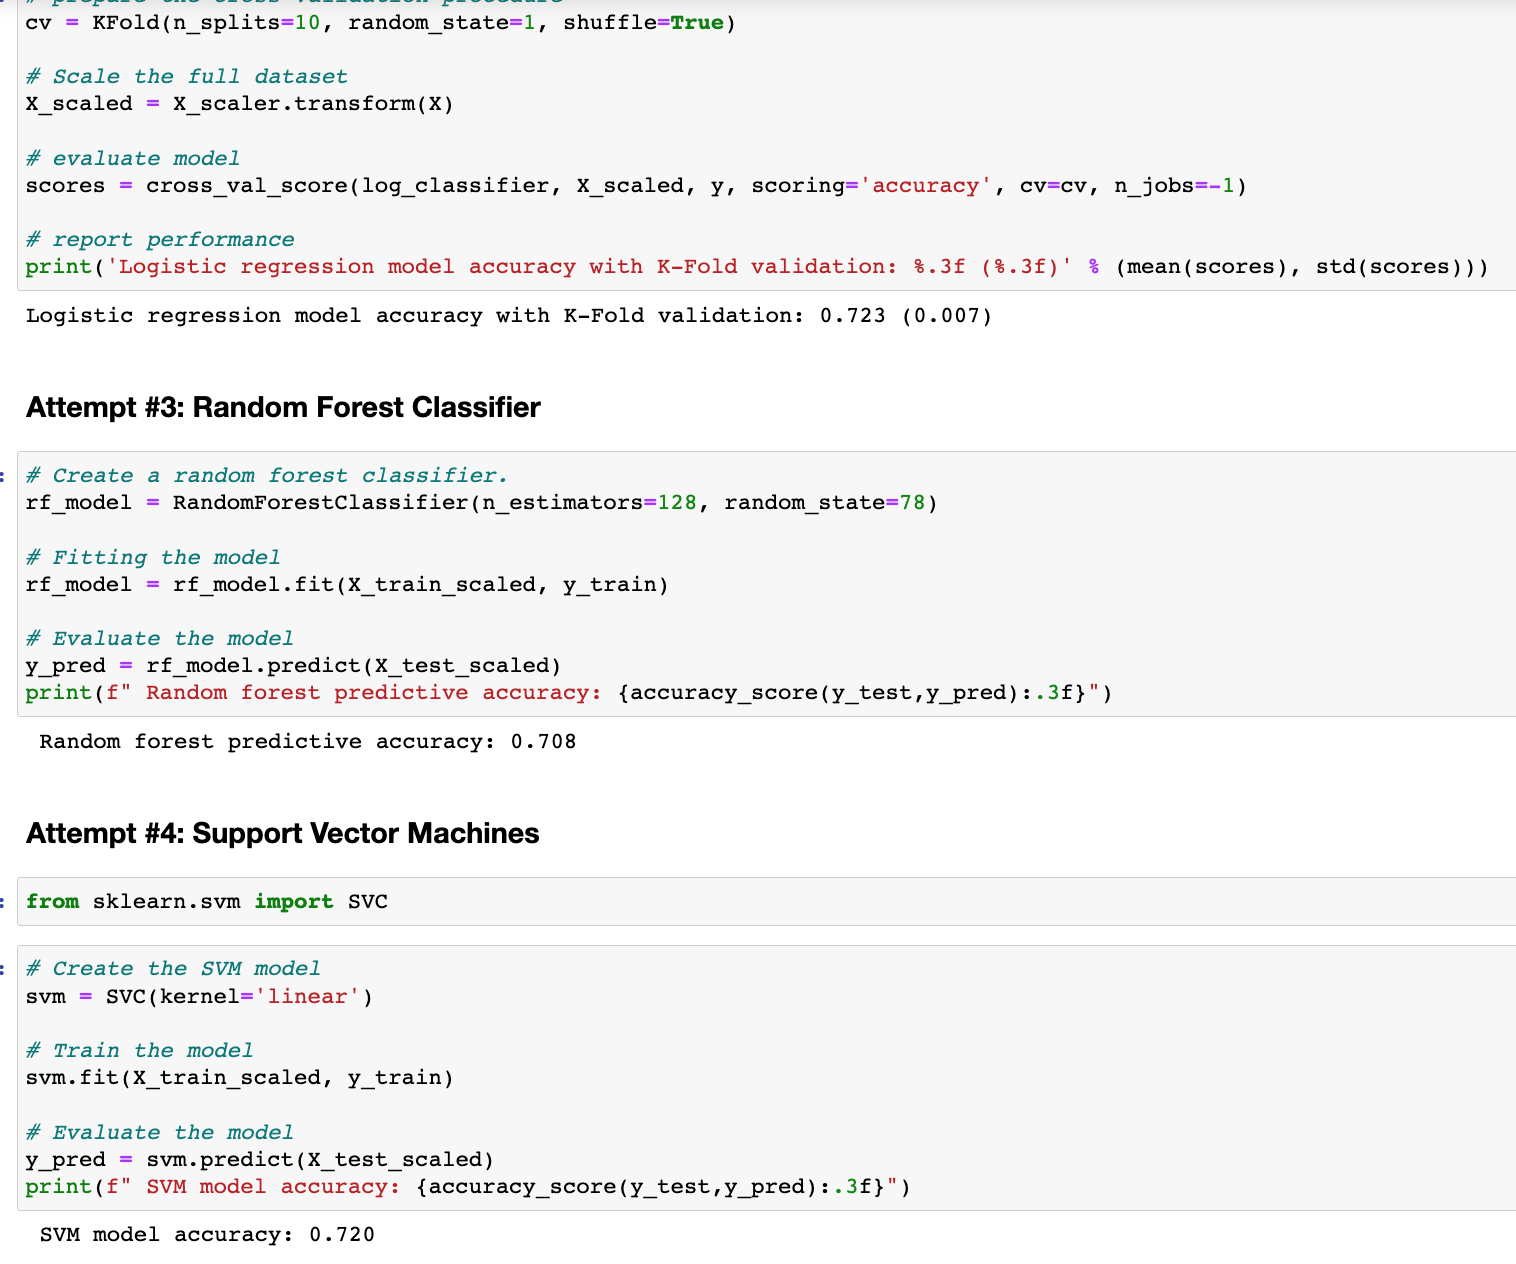 # prepare the cross-validation procedure
cv = KFold(n_splits=10, random_state=1, shuffle=True)
# Scale the full dataset
X_scaled = X_scaler.transform(X)
# evaluate model
scores = cross_val_score(log_classifier, X_scaled, y, scoring='accuracy', cv=cv, n_jobs=-1)
# report performance
print('Logistic regression model accuracy with K-Fold validation: %.3f (%.3f)' % (mean(scores), std(scores)))
Logistic regression model accuracy with K-Fold validation: 0.723 (0.007)
Attempt #3: Random Forest Classifier
: # Create a random forest classifier.
rf_model = RandomForestClassifier(n_estimators=128, random_state=78)
# Fitting the model
rf_model = rf_model.fit(X_train_scaled, y_train)
# Evaluate the model
y_pred = rf_model.predict(X_test_scaled)
print(f" Random forest predictive accuracy: {accuracy_score(y_test,y_pred):.3f}")
Random forest predictive accuracy: 0.708
Attempt #4: Support Vector Machines
: from sklearn.svm import SVC
: # Create the SVM model
svm = SVC(kernel='linear')
# Train the model
svm.fit(X_train_scaled, y_train)
# Evaluate the model
y_pred = svm.predict(X_test_scaled)
print(f" SVM model accuracy: {accuracy_score(y_test,y_pred):.3f}")
SVM model accuracy: 0.720